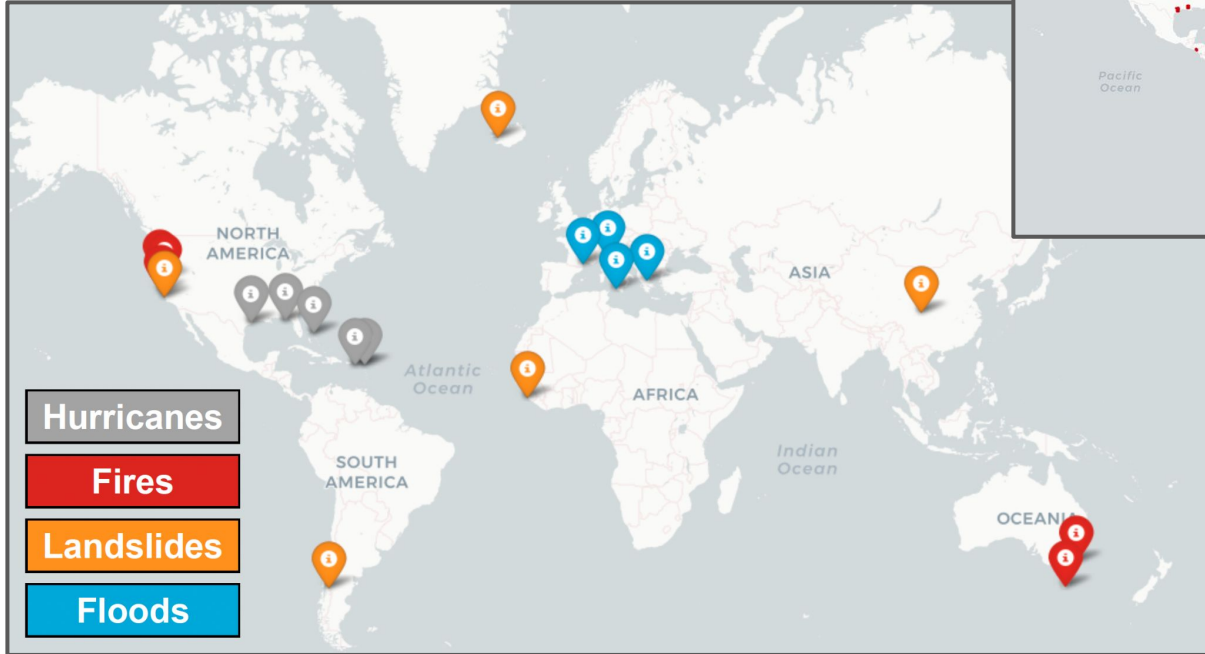 Pacific
Ocean
NORTH
AMERICA
ASIA
Atlantic
Ocean
AFRICA
Hurricanes
Indian
Ocean
SOUTH
AMERICA
Fires
OCEANIA
Landslides
Floods